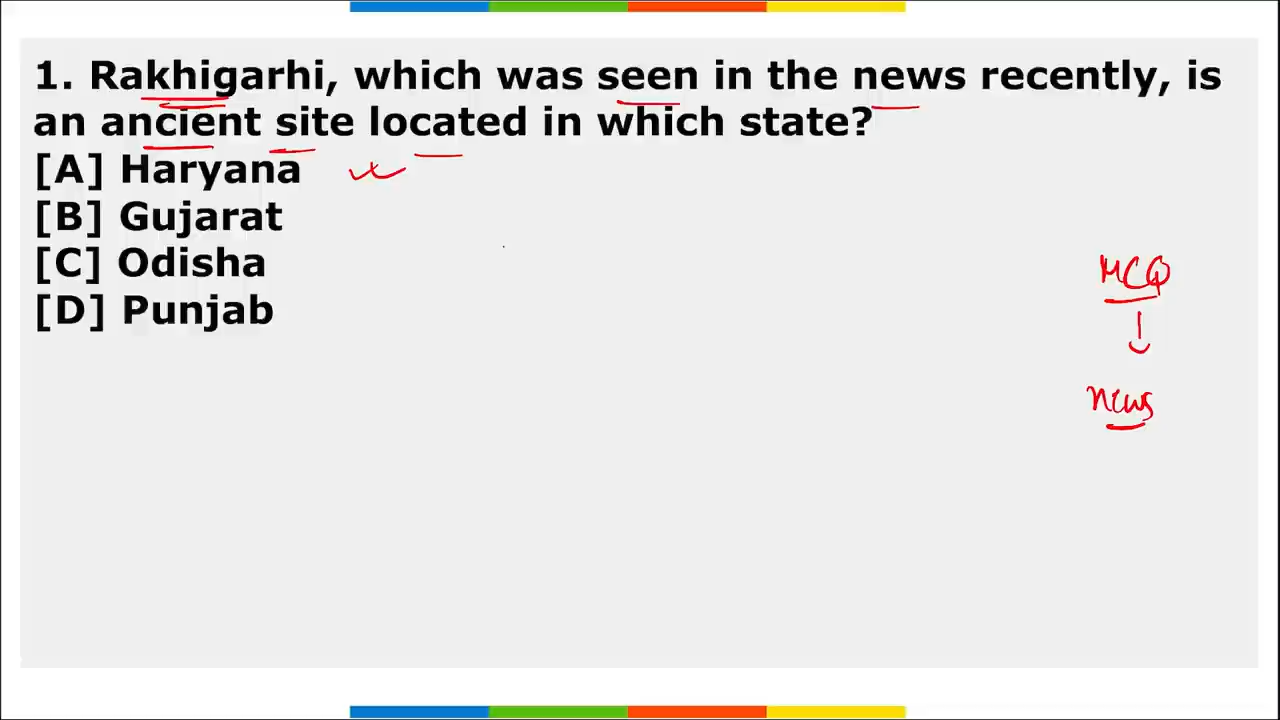 1. Rakhigarhi, which was seen in the news recently, is
an ancient site located in which state?
[A] Haryana
[B] Gujarat
[C] Odisha
[D] Punjab
MCQ
news